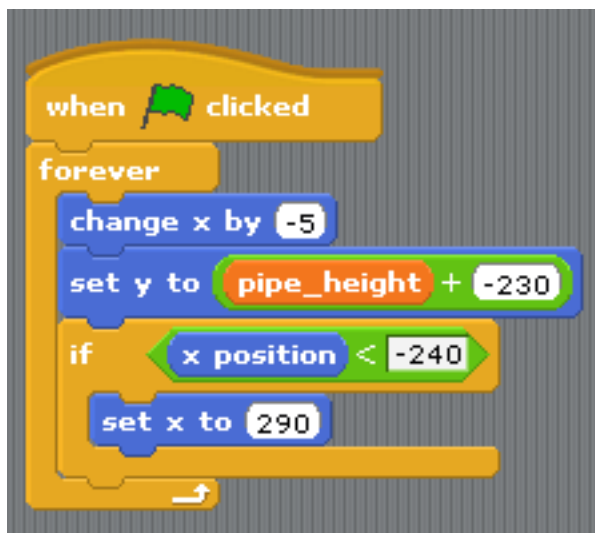 when clicked
forever
change x by -5
set y to pipe_height + -230
if x position < -240
set x to 290